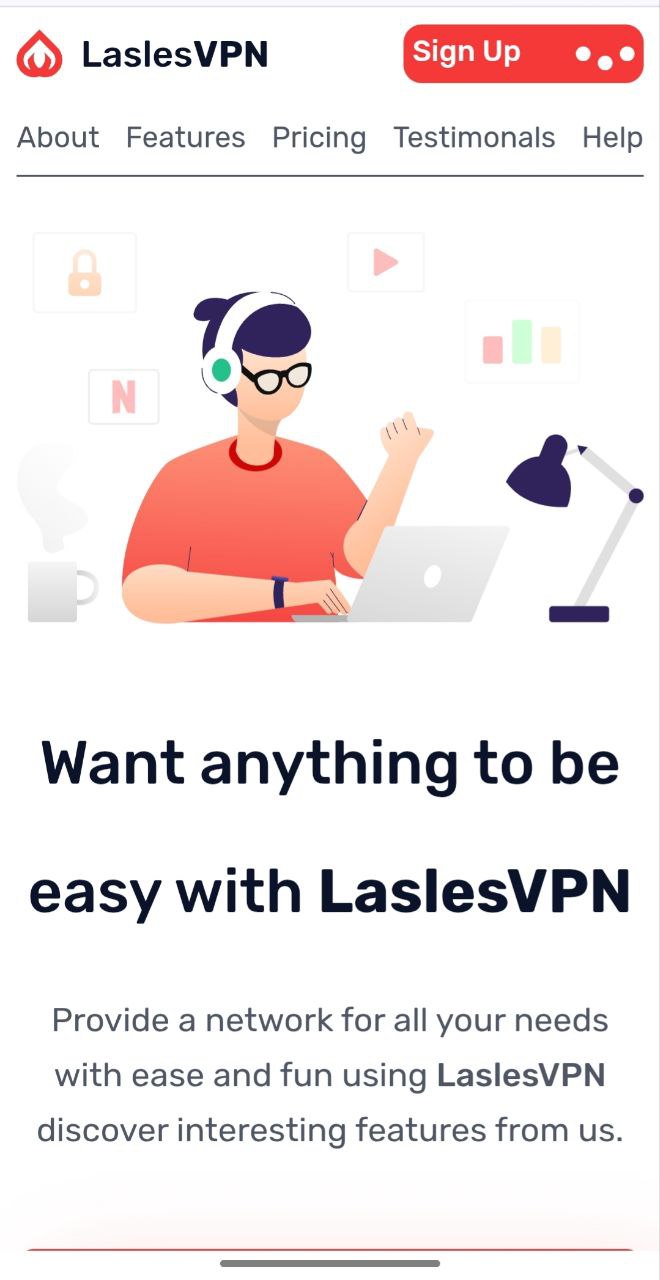 LaslesVPN
Sign Up
About Features Pricing Testimonals Help
N
Want anything to be
easy with LaslesVPN
Provide a network for all your needs
with ease and fun using LaslesVPN
discover interesting features from us.